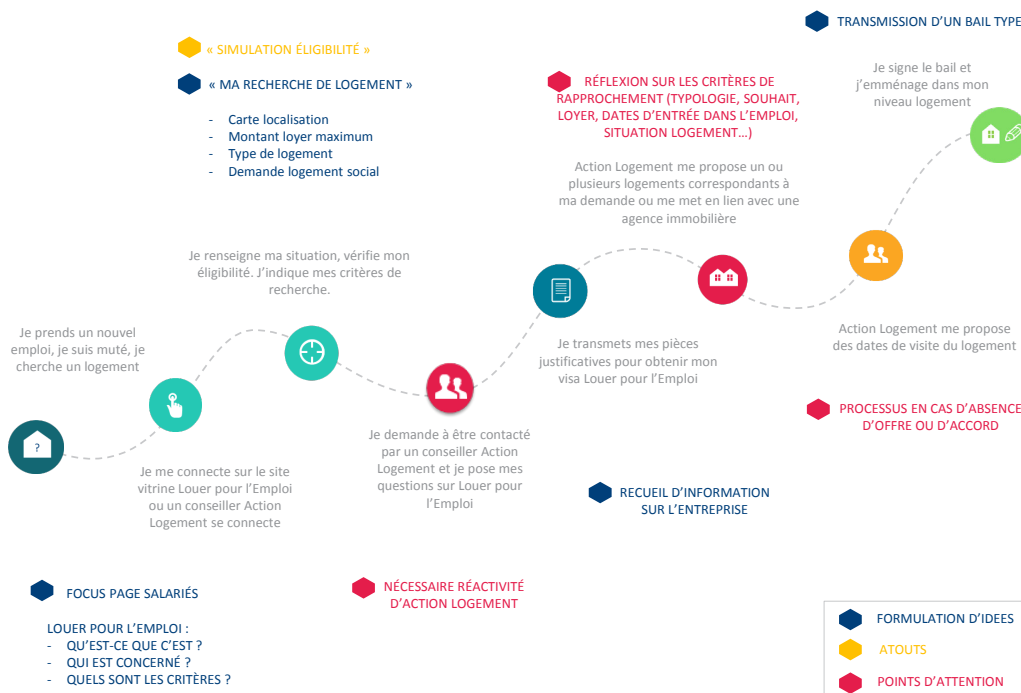 TRANSMISSION D'UN BAIL TYPE
« SIMULATION ÉLIGIBILITÉ »
« MA RECHERCHE DE LOGEMENT »
- Carte localisation
- Montant loyer maximum
- Type de logement
- Demande logement social
RÉFLEXION SUR LES CRITÈRES DE
RAPPROCHEMENT (TYPOLOGIE, SOUHAIT,
LOYER, DATES D'ENTRÉE DANS L'EMPLOI,
SITUATION LOGEMENT…)
Action Logement me propose un ou
plusieurs logements correspondants à
ma demande ou me met en lien avec une
agence immobilière
Je signe le bail et
j'emménage dans mon
niveau logement
Je renseigne ma situation, vérifie mon
éligibilité. J'indique mes critères de
recherche.
Je prends un nouvel
emploi, je suis muté, je
cherche un logement
?
Je me connecte sur le site
vitrine Louer pour l'Emploi
ou un conseiller Action
Logement se connecte
Je demande à être contacté
par un conseiller Action
Logement et je pose mes
questions sur Louer pour
l'Emploi
Je transmets mes pièces
justificatives pour obtenir mon
visa Louer pour l'Emploi
Action Logement me propose
des dates de visite du logement
PROCESSUS EN CAS D'ABSENCE
D'OFFRE OU D'ACCORD
RECUEIL D'INFORMATION
SUR L'ENTREPRISE
FOCUS PAGE SALARIÉS
LOUER POUR L'EMPLOI :
- QU'EST-CE QUE C'EST ?
- QUI EST CONCERNÉ ?
- QUELS SONT LES CRITÈRES ?
NÉCESSAIRE RÉACTIVITÉ
D'ACTION LOGEMENT
FORMULATION D'IDEES
ATOUTS
POINTS D'ATTENTION